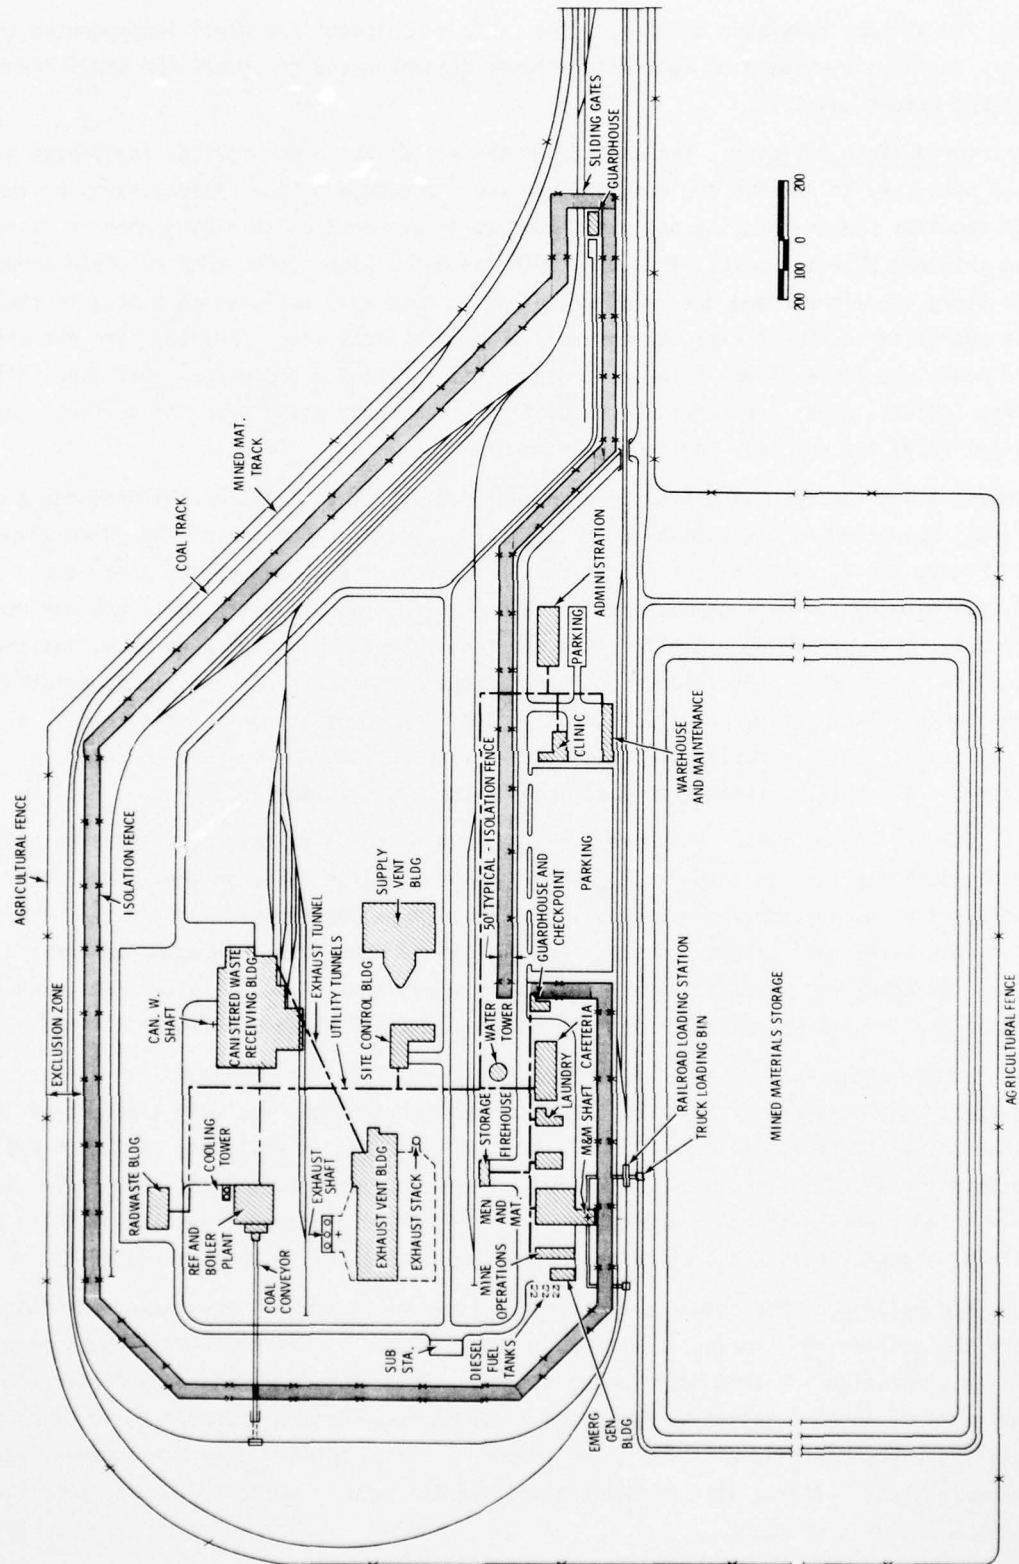 AGRICULTURAL FENCE
EXCLUSION ZONE
ISOLATION FENCE
COAL TRACK
MINED MAT.
TRACK
SLIDING GATES
GUARDHOUSE
200 100 0 200
RADWASTE BLDG
COOLING
TOWER
REF AND
BOILER
PLANT
COAL
CONVEYOR
CAN. W.
SHAFT
CANISTERED WASTE
RECEIVING BLDG
EXHAUST TUNNEL
UTILITY TUNNELS
EXHAUST
SHAFT
EXHAUST VENT BLDG
EXHAUST STACK
SITE CONTROL BLDG
SUPPLY
VENT
BLDG
SUB
STA.
DIESEL
FUEL
TANKS
MINE
OPERATIONS
MEN
AND
MAT.
STORAGE
FIREHOUSE
WATER
TOWER
50' TYPICAL - ISOLATION FENCE
M&M SHAFT
LAUNDRY
CAFETERIA
GUARDHOUSE AND
CHECKPOINT
PARKING
CLINIC
PARKING
ADMINISTRATION
WAREHOUSE
AND MAINTENANCE
EMERG
GEN
BLDG
RAILROAD LOADING STATION
TRUCK LOADING BIN
MINED MATERIALS STORAGE
AGRICULTURAL FENCE